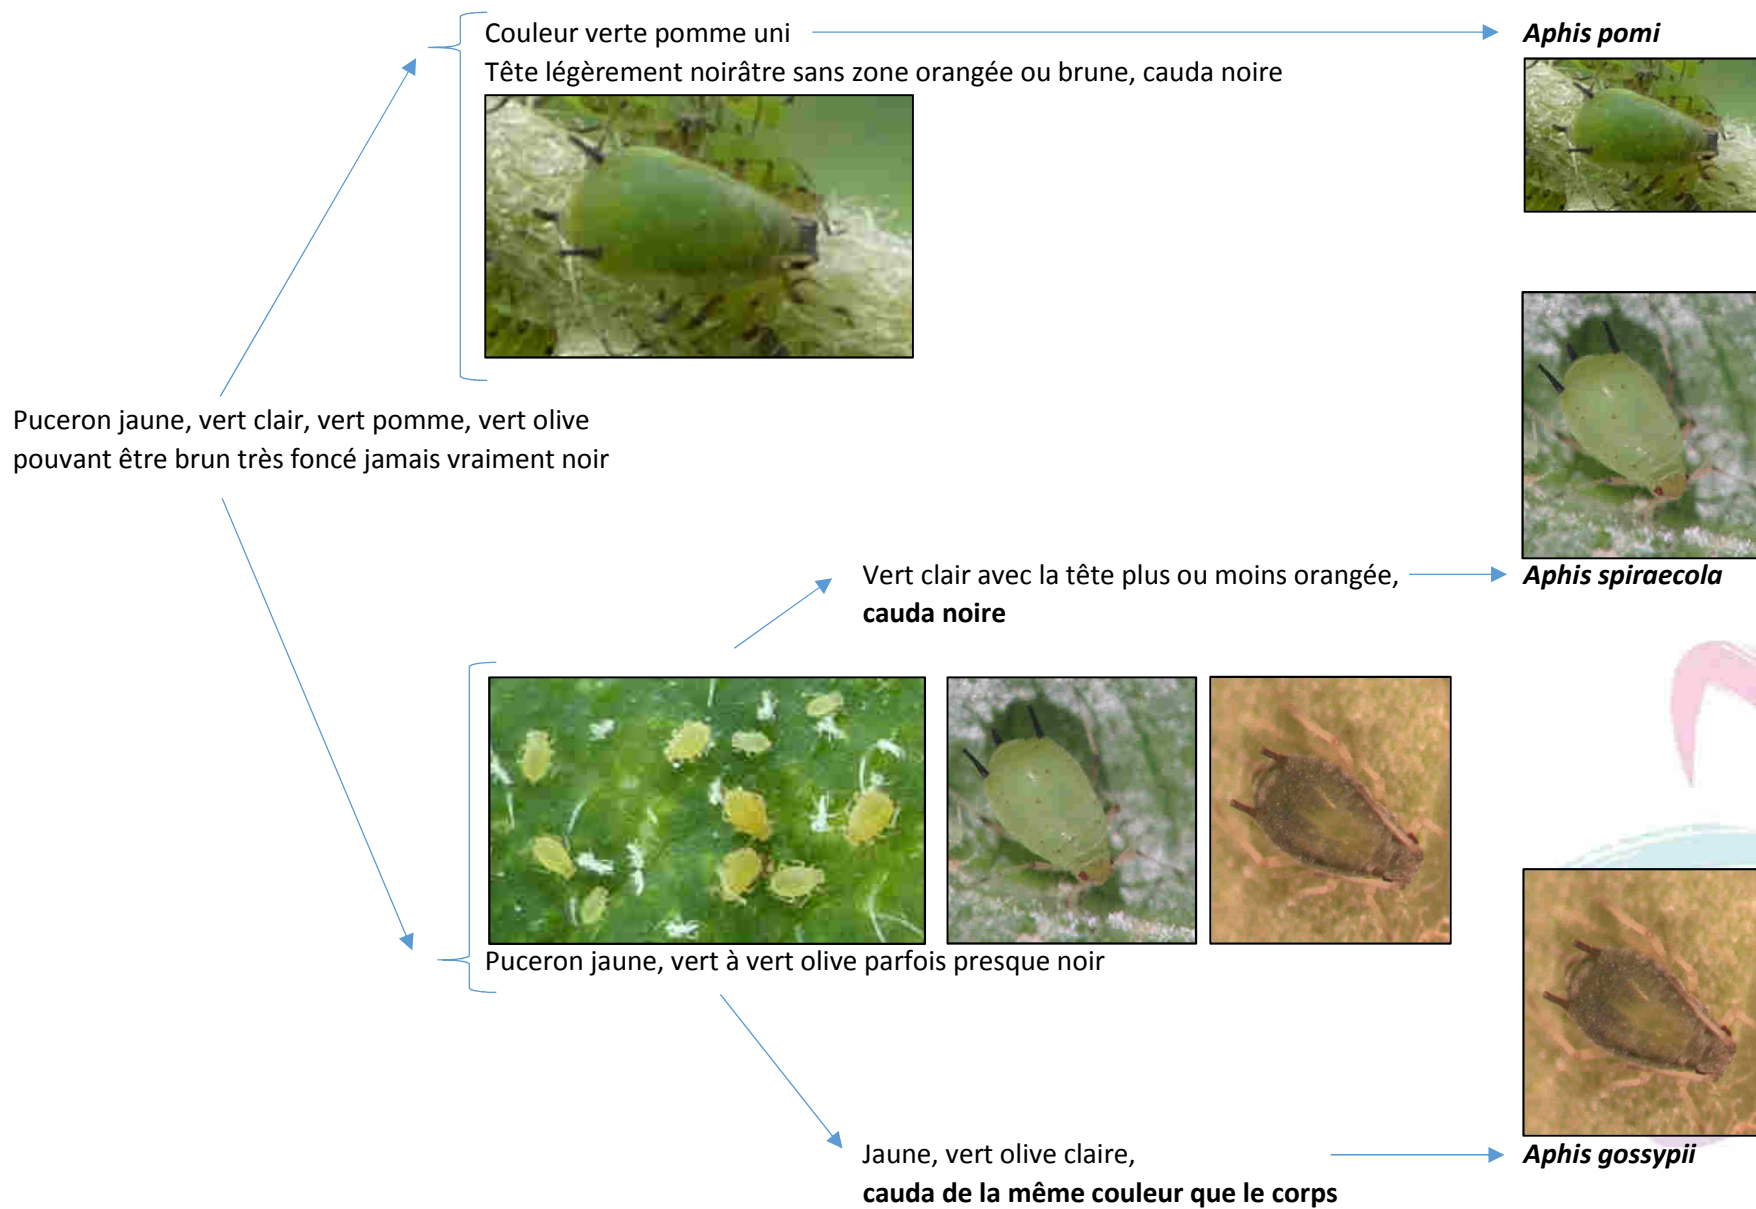 Couleur verte pomme uni
Aphis pomi
Tête légèrement noirâtre sans zone orangée ou brune, cauda noire
Puceron jaune, vert clair, vert pomme, vert olive
pouvant être brun très foncé jamais vraiment noir
Vert clair avec la tête plus ou moins orangée,
cauda noire
Aphis spiraecola
Puceron jaune, vert à vert olive parfois presque noir
Jaune, vert olive claire,
cauda de la même couleur que le corps
Aphis gossypii